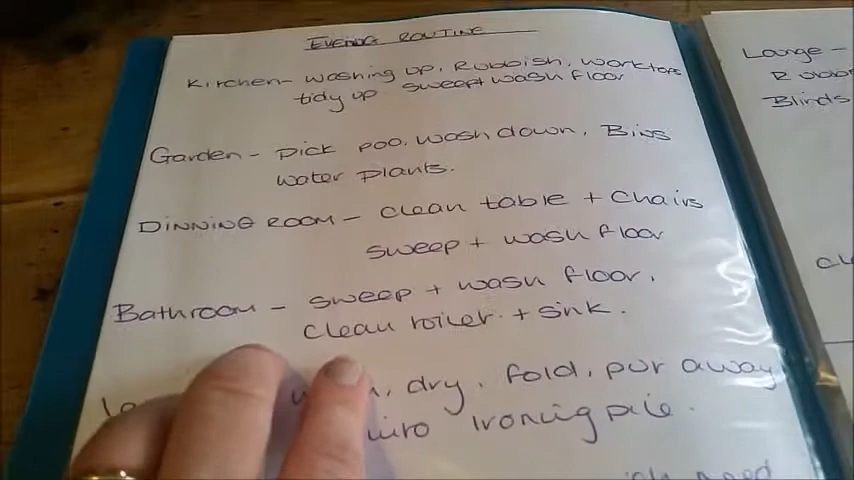 EVENING ROUTINE
Kitchen - washing up, Rubbish, worktops
tidy up sweep + wash floor
Garden - Pick poo, wash down, Bins
water plants.
DINNING ROOM - clean table + Chairs
sweep + wash floor
Bathroom - sweep + wash floor.
clean toilet + sink.
dry, fold, put away
into Ironing pile.
need
Lounge -
Blinds